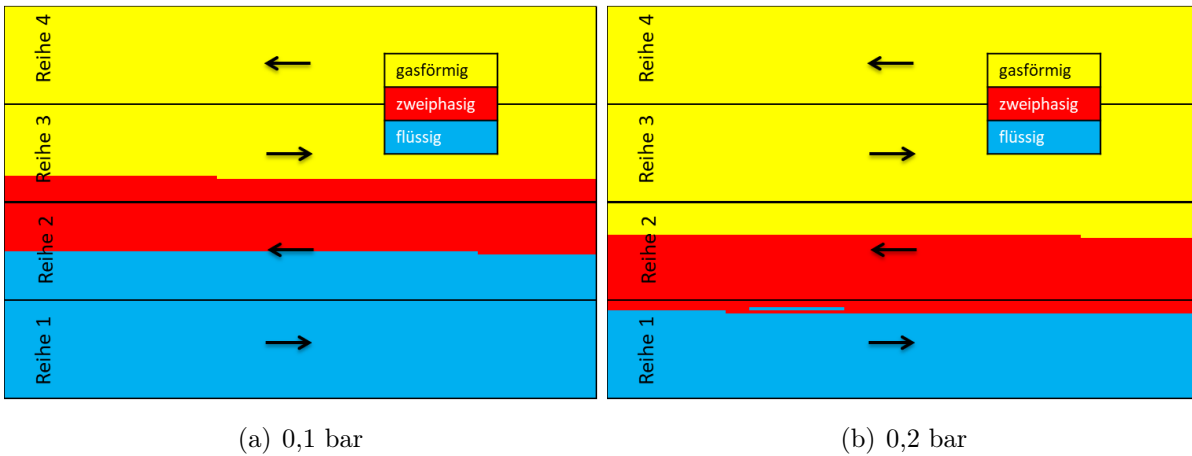 Reihe 4
Reihe 3
Reihe 2
Reihe 1
gasförmig
zweiphasig
flüssig
(a) 0,1 bar
Reihe 4
Reihe 3
Reihe 2
Reihe 1
gasförmig
zweiphasig
flüssig
(b) 0,2 bar